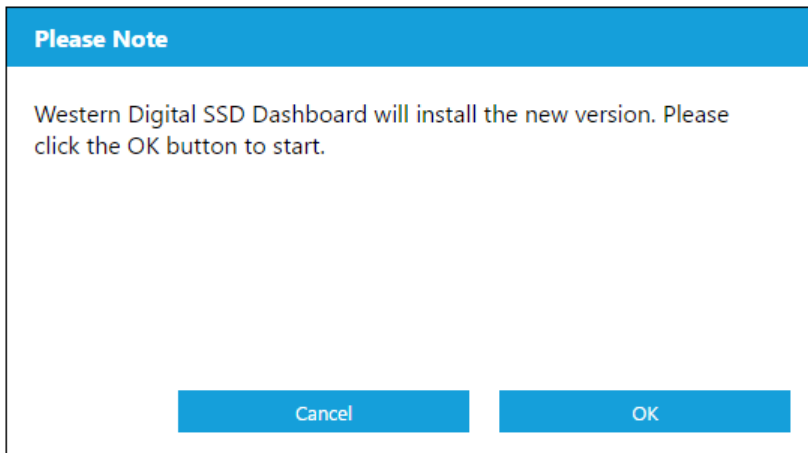 Please Note
Western Digital SSD Dashboard will install the new version. Please
click the OK button to start.
Cancel
OK